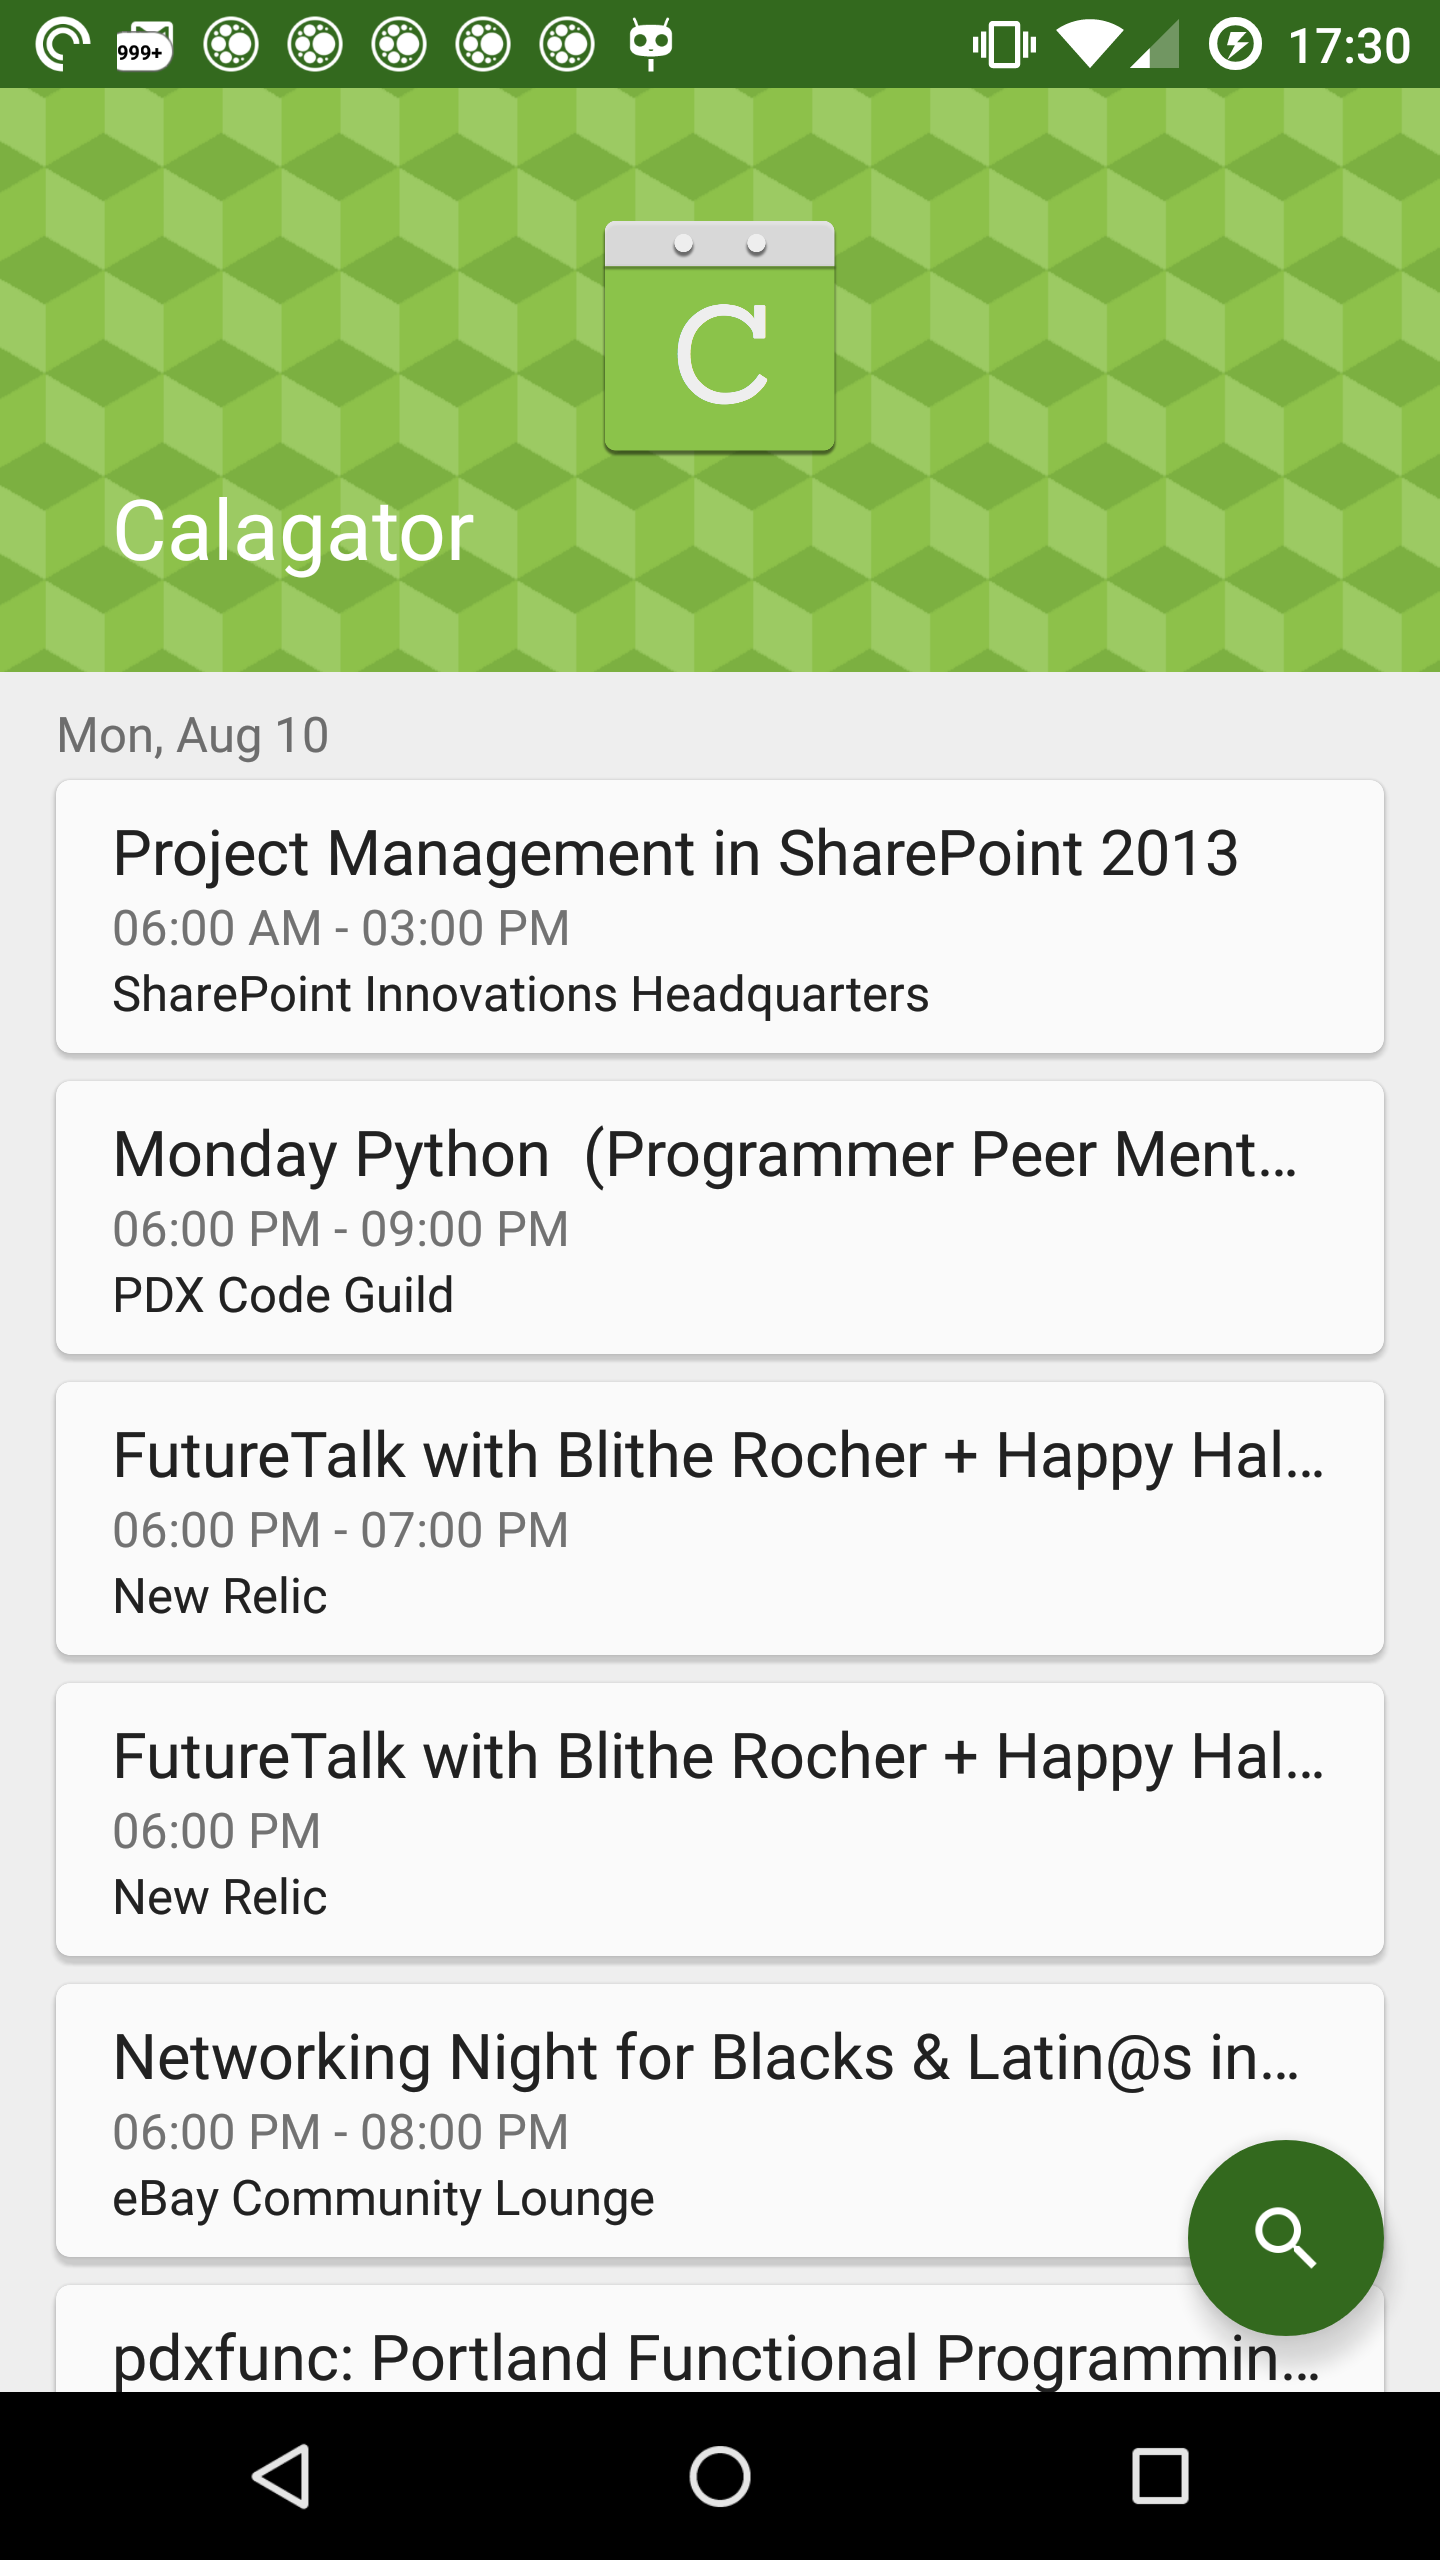 999+
17:30
C
Calagator
Mon, Aug 10
Project Management in SharePoint 2013
06:00 AM - 03:00 PM
SharePoint Innovations Headquarters
Monday Python  (Programmer Peer Ment…
06:00 PM - 09:00 PM
PDX Code Guild
FutureTalk with Blithe Rocher + Happy Hal…
06:00 PM - 07:00 PM
New Relic
FutureTalk with Blithe Rocher + Happy Hal…
06:00 PM
New Relic
Networking Night for Blacks & Latin@s in…
06:00 PM - 08:00 PM
eBay Community Lounge
pdxfunc: Portland Functional Programmin…